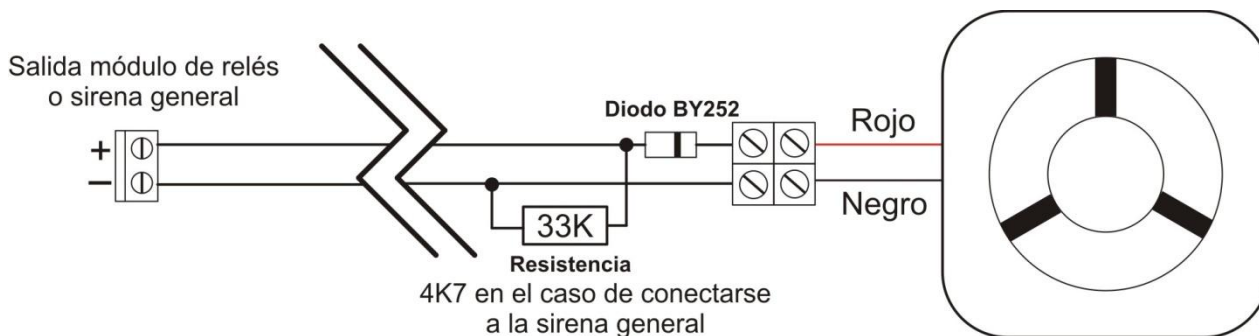 Salida módulo de relés
o sirena general
+
−
Diodo BY252
Rojo
Negro
33K
Resistencia
4K7 en el caso de conectarse
a la sirena general